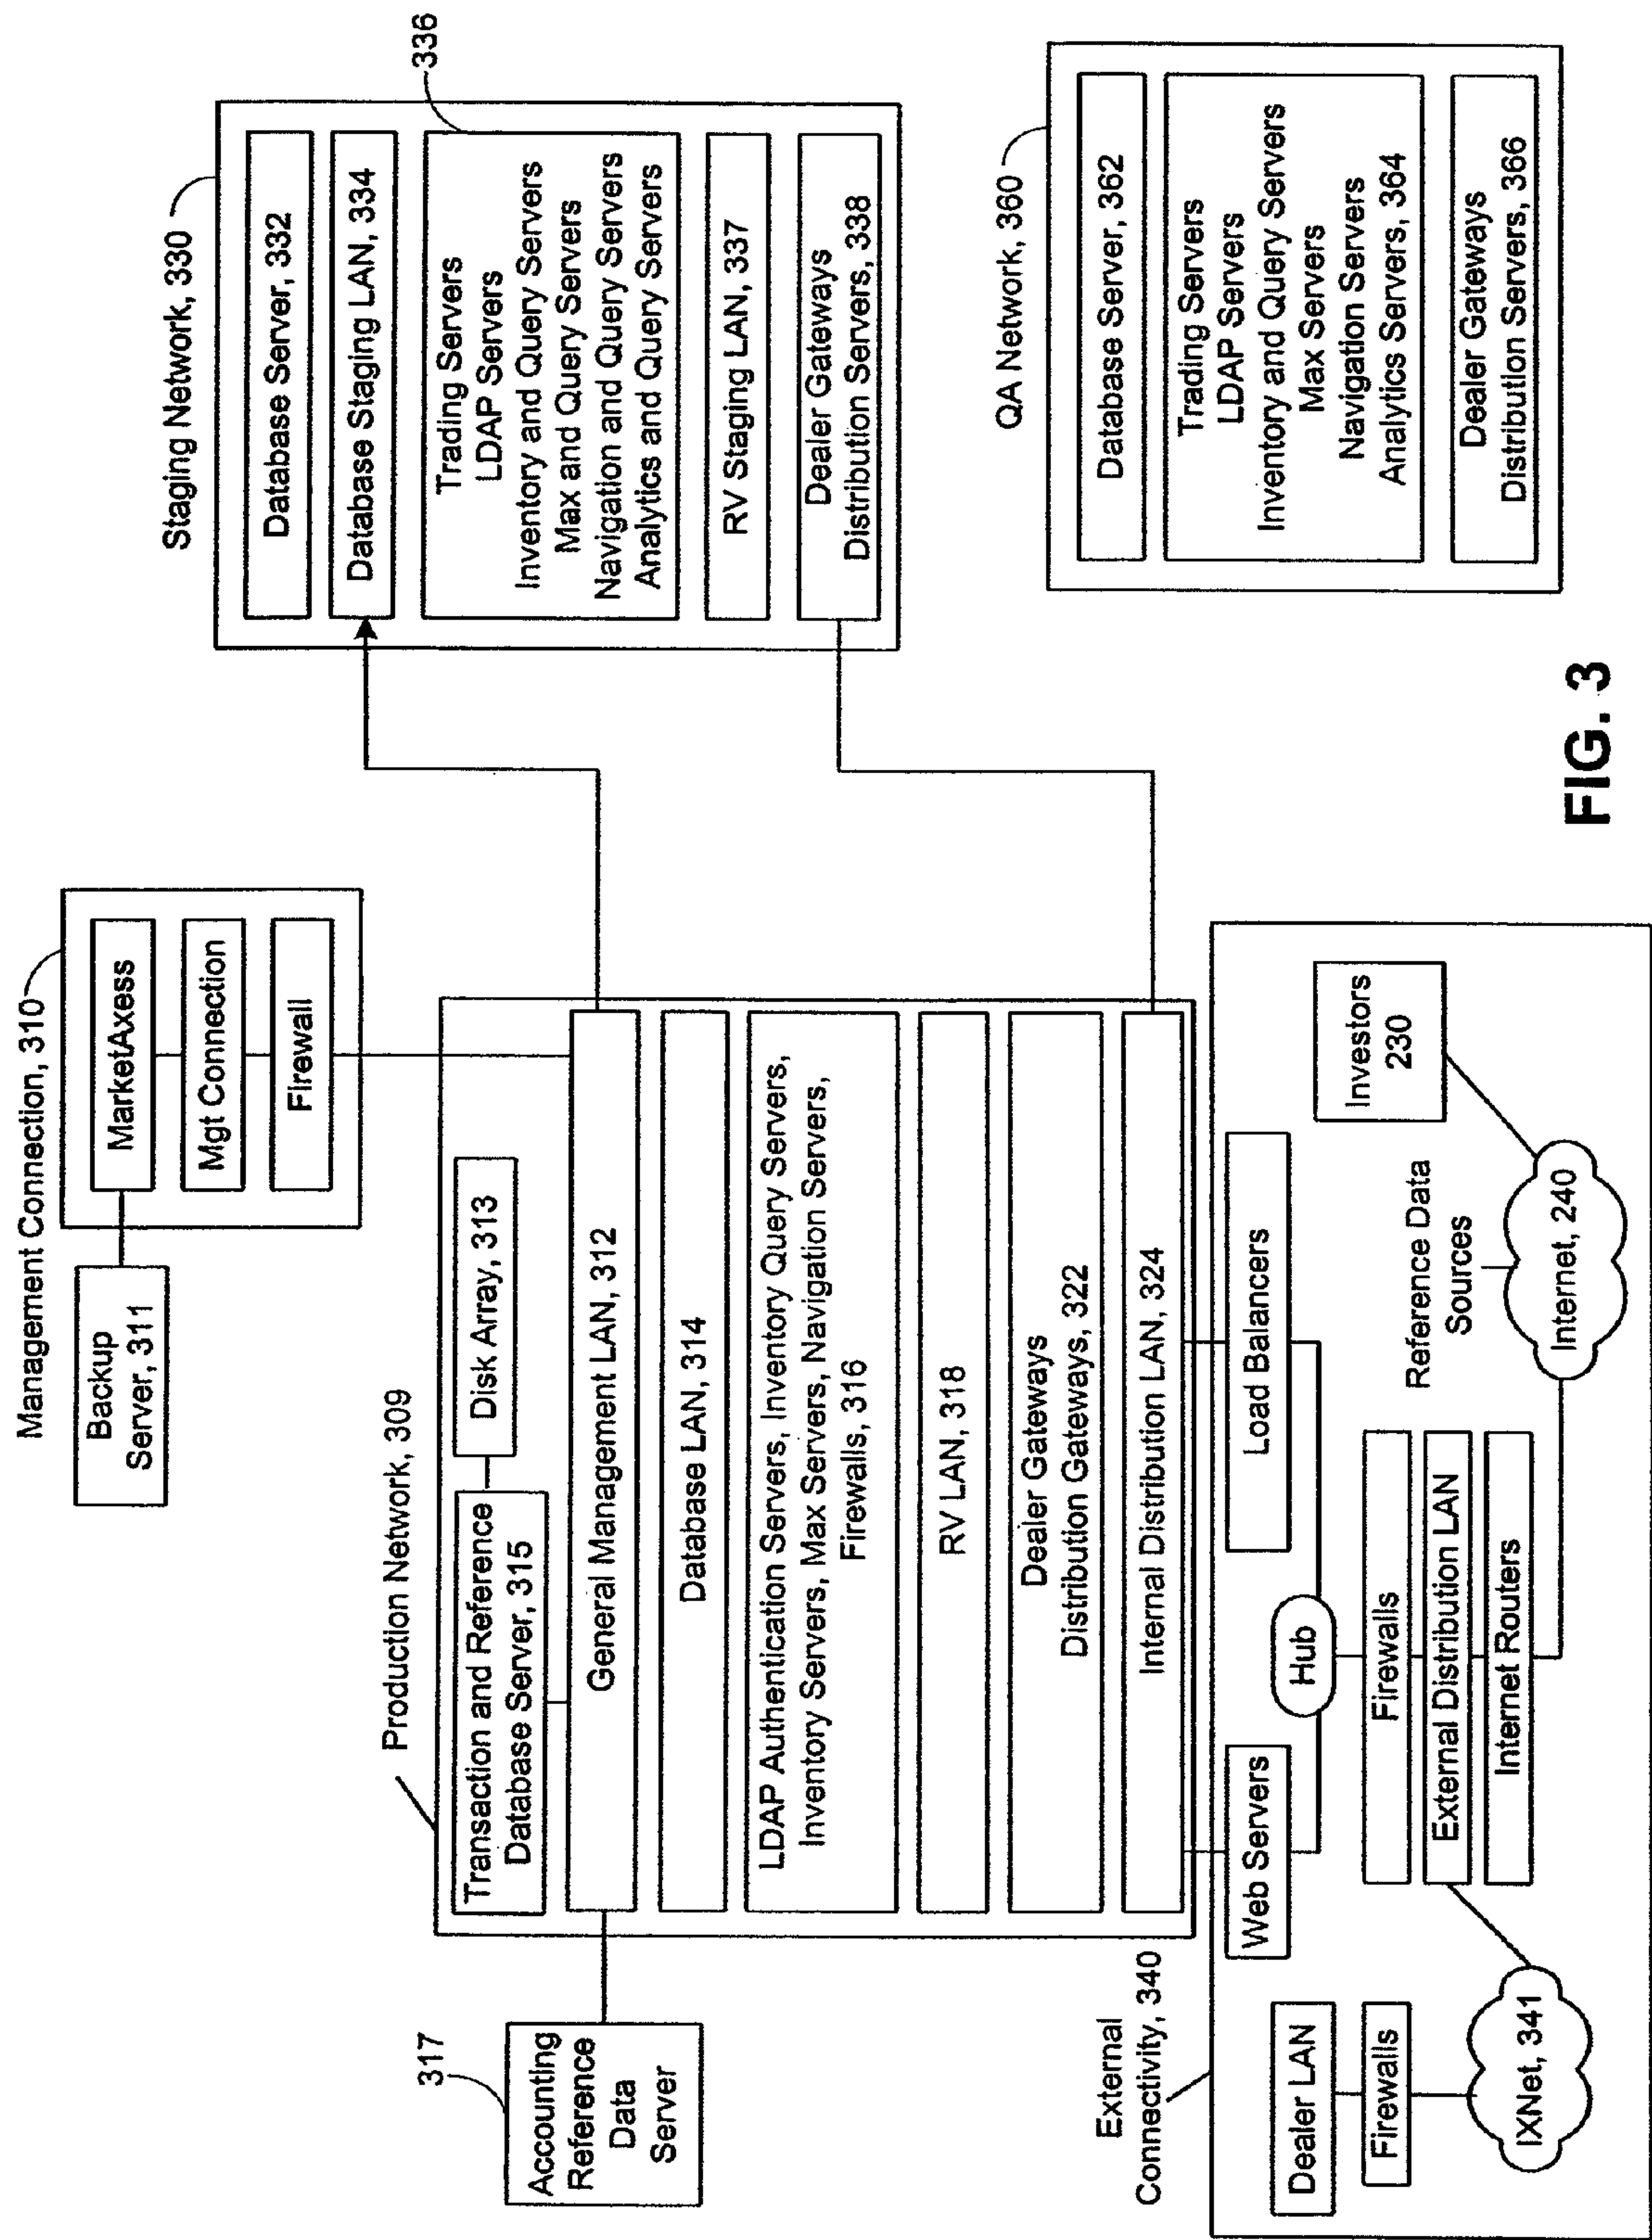 Management Connection, 310
Backup
Server, 311
MarketAxess
Mgt Connection
Firewall
Staging Network, 330
Database Server, 332
Database Staging LAN, 334
336
Trading Servers
LDAP Servers
Inventory and Query Servers
Max and Query Servers
Navigation and Query Servers
Analytics and Query Servers
RV Staging LAN, 337
Dealer Gateways
Distribution Servers, 338
Production Network, 309
Transaction and Reference
Database Server, 315
Disk Array, 313
General Management LAN, 312
Database LAN, 314
LDAP Authentication Servers, Inventory Query Servers,
Inventory Servers, Max Servers, Navigation Servers,
Firewalls, 316
RV LAN, 318
Dealer Gateways
Distribution Gateways, 322
Internal Distribution LAN, 324
317
Accounting
Reference
Data
Server
QA Network, 360
Database Server, 362
Trading Servers
LDAP Servers
Inventory and Query Servers
Max Servers
Navigation Servers
Analytics Servers, 364
Dealer Gateways
Distribution Servers, 366
External
Connectivity, 340
Web Servers
Load Balancers
Hub
Dealer LAN
Firewalls
IXNet, 341
Firewalls
External Distribution LAN
Internet Routers
Investors
230
Reference Data
Sources
Internet, 240
FIG. 3